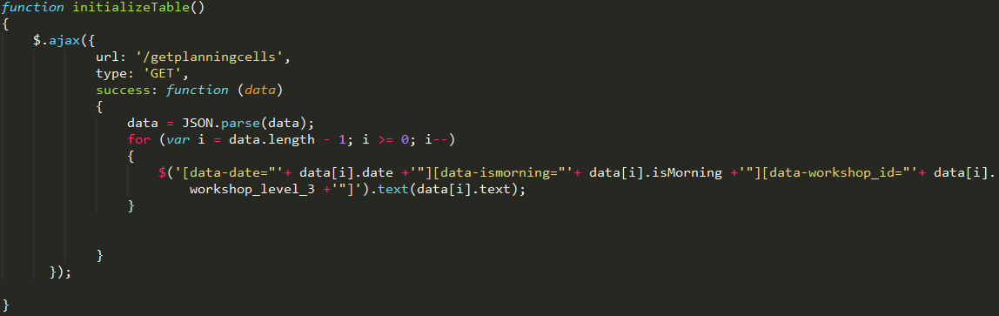 function initializeTable()
{
$.ajax({
url: '/getplanningcells',
type: 'GET',
success: function (data)
{
data = JSON.parse(data);
for (var i = data.length - 1; i >= 0; i--)
{
$('[data-date="'+ data[i].date +'"][data-ismorning="'+ data[i].isMorning +'"][data-workshop_id="'+ data[i].
workshop_level_3 +'"]').text(data[i].text);
}
}
});
}